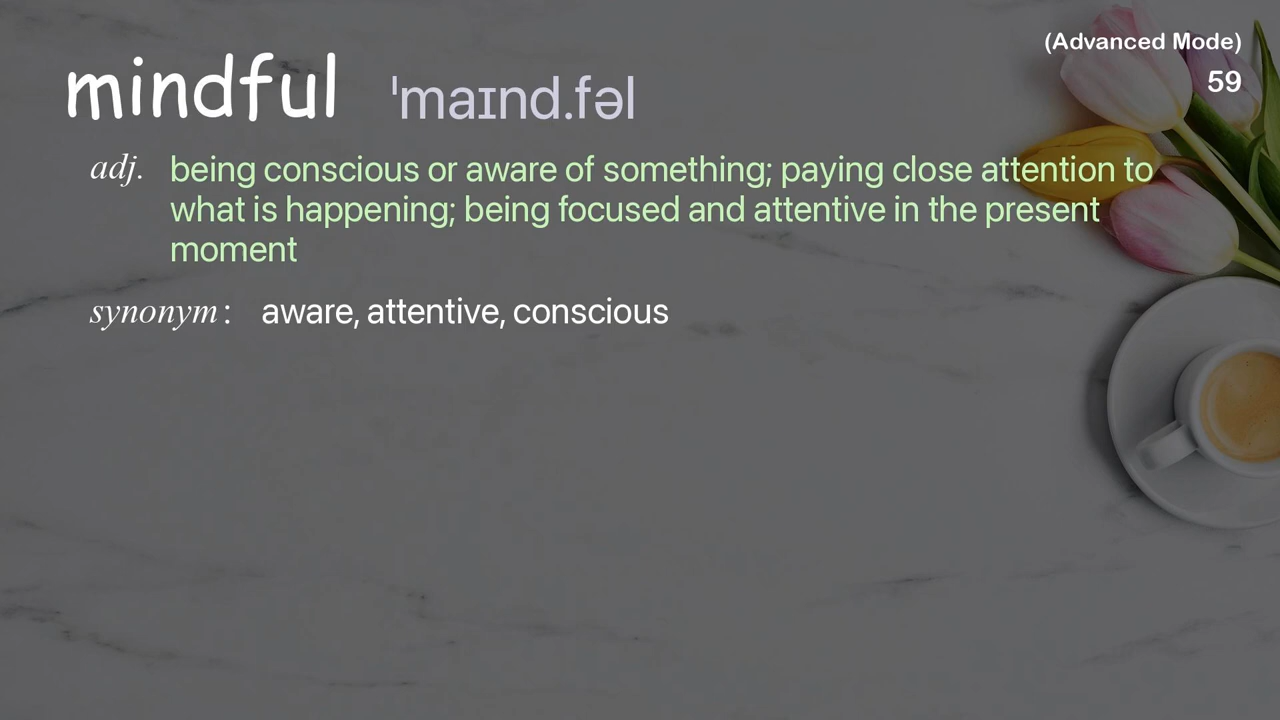 (Advanced Mode)
59
mindful ˈmaɪnd.fəl
adj. being conscious or aware of something; paying close attention to
what is happening; being focused and attentive in the present
moment
synonym: aware, attentive, conscious